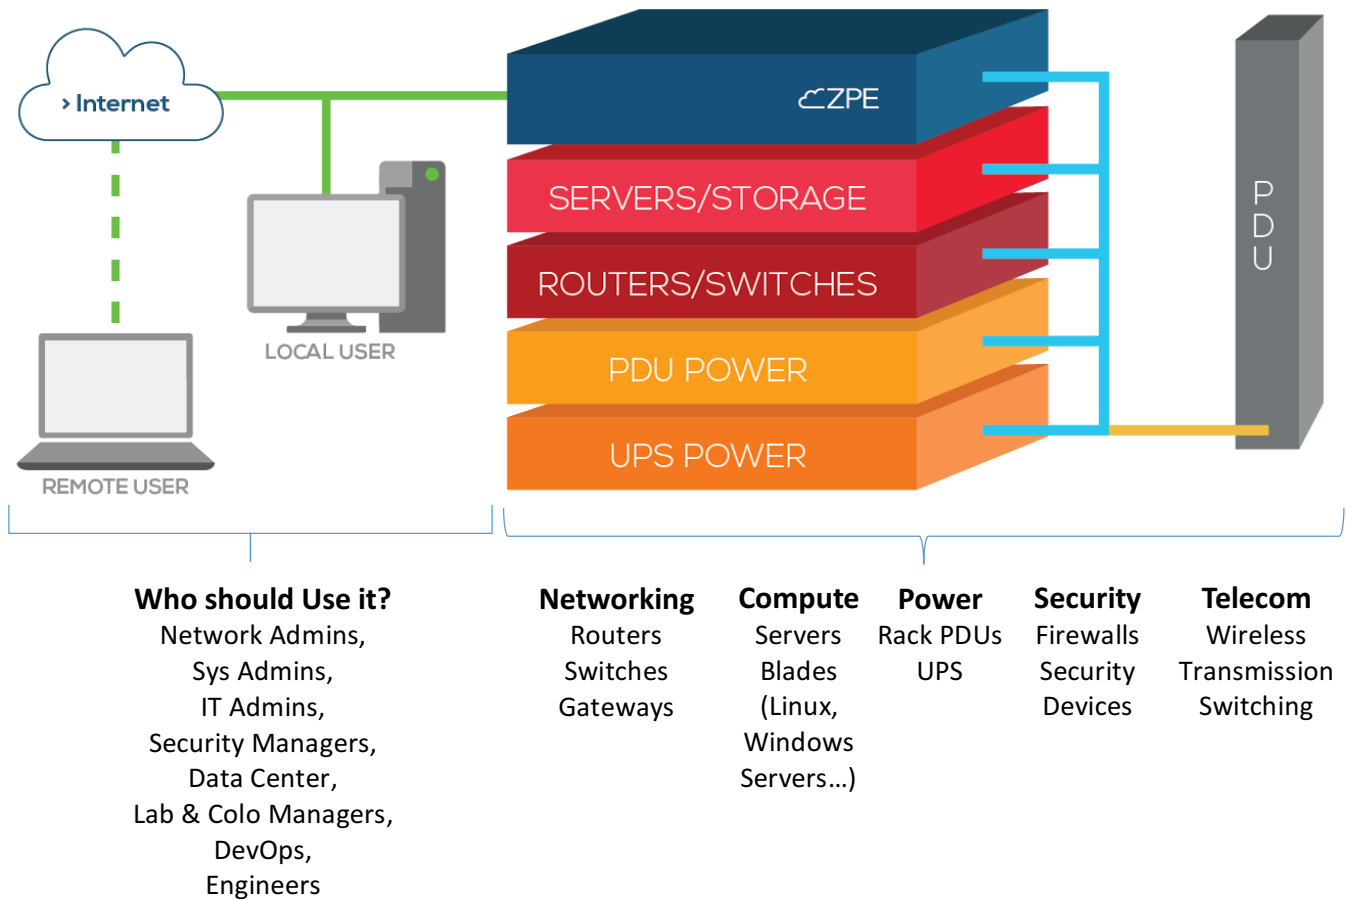 › Internet
ZPE
SERVERS/STORAGE
ROUTERS/SWITCHES
PDU POWER
UPS POWER
P
D
U
LOCAL USER
REMOTE USER
Who should Use it?
Network Admins,
Sys Admins,
IT Admins,
Security Managers,
Data Center,
Lab & Colo Managers,
DevOps,
Engineers
Networking
Routers
Switches
Gateways
Compute
Servers
Blades
(Linux,
Windows
Servers…)
Power
Rack PDUs
UPS
Security
Firewalls
Security
Devices
Telecom
Wireless
Transmission
Switching